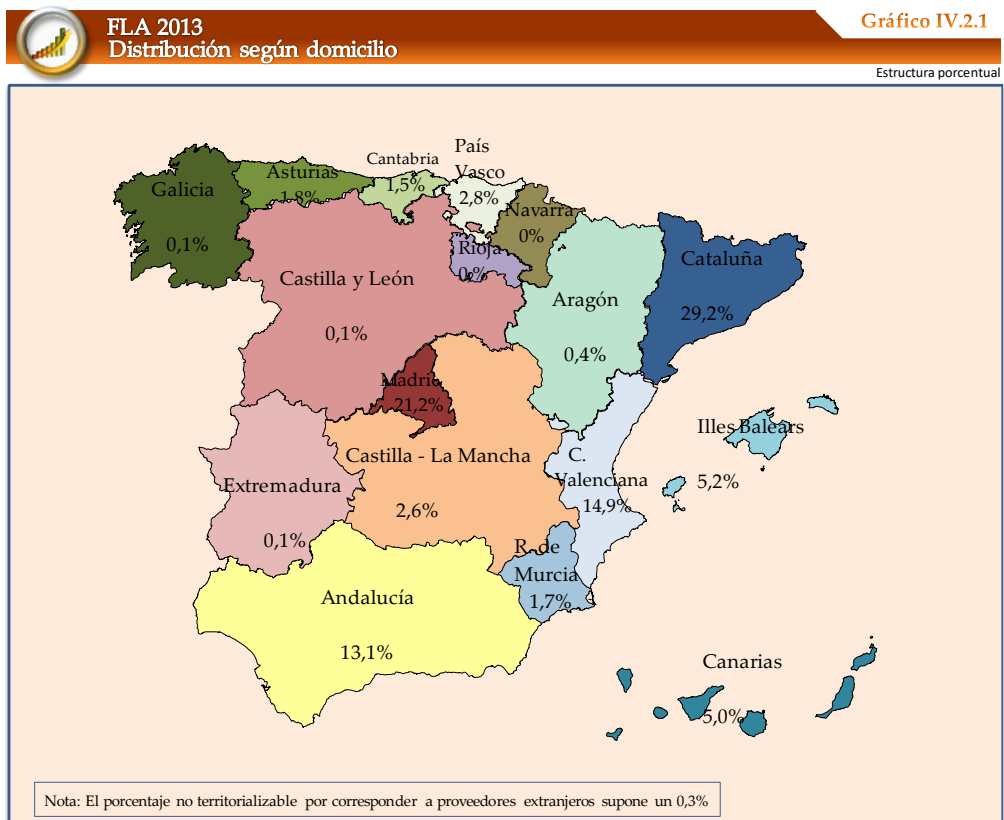 FLA 2013
Distribución según domicilio
Gráfico IV.2.1
Estructura porcentual
Galicia
0,1%
Asturias
1,8%
Cantabria
1,5%
País
Vasco
2,8%
Navarra
0%
Rioja
0%
Castilla y León
0,1%
Aragón
0,4%
Cataluña
29,2%
Madrid
21,2%
Castilla - La Mancha
2,6%
C.
Valenciana
14,9%
Illes Balears
5,2%
Extremadura
0,1%
R. de
Murcia
1,7%
Andalucía
13,1%
Canarias
5,0%
Nota: El porcentaje no territorializable por corresponder a proveedores extranjeros supone un 0,3%